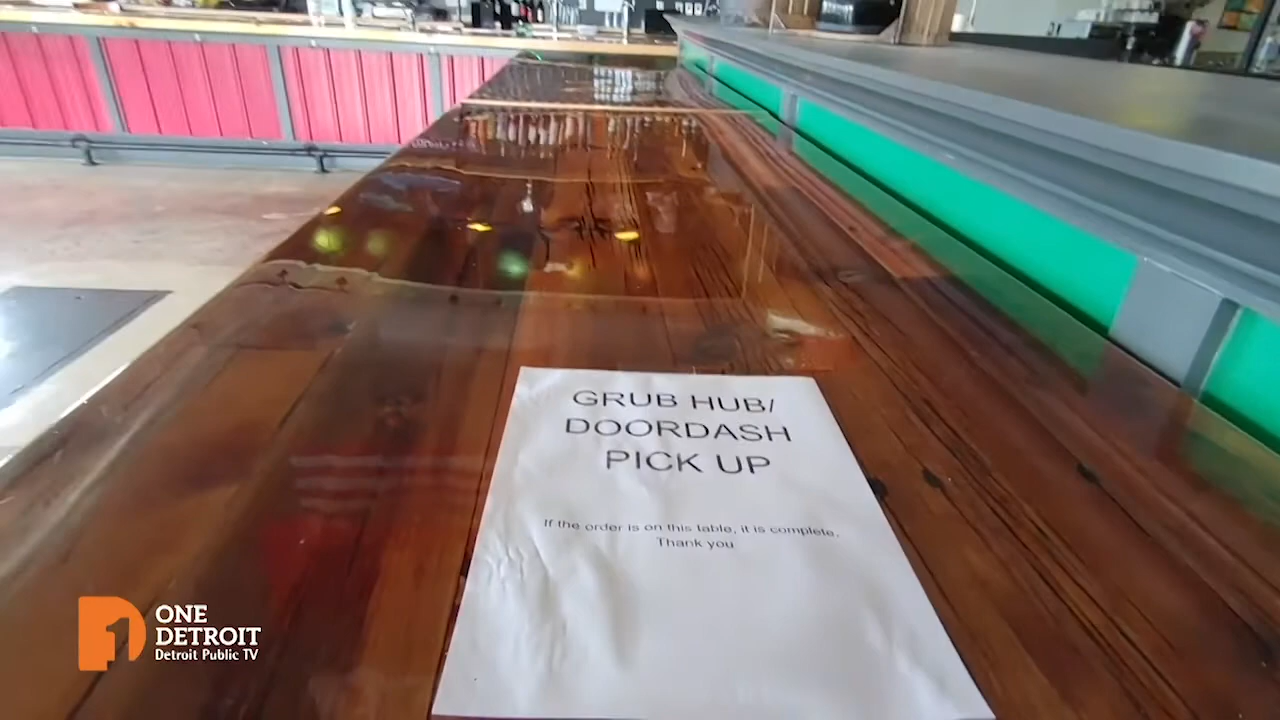 GRUB HUB/
DOORDASH
PICK UP
If the order is on this table, it is complete.
Thank you
1
ONE
DETROIT
Detroit Public TV